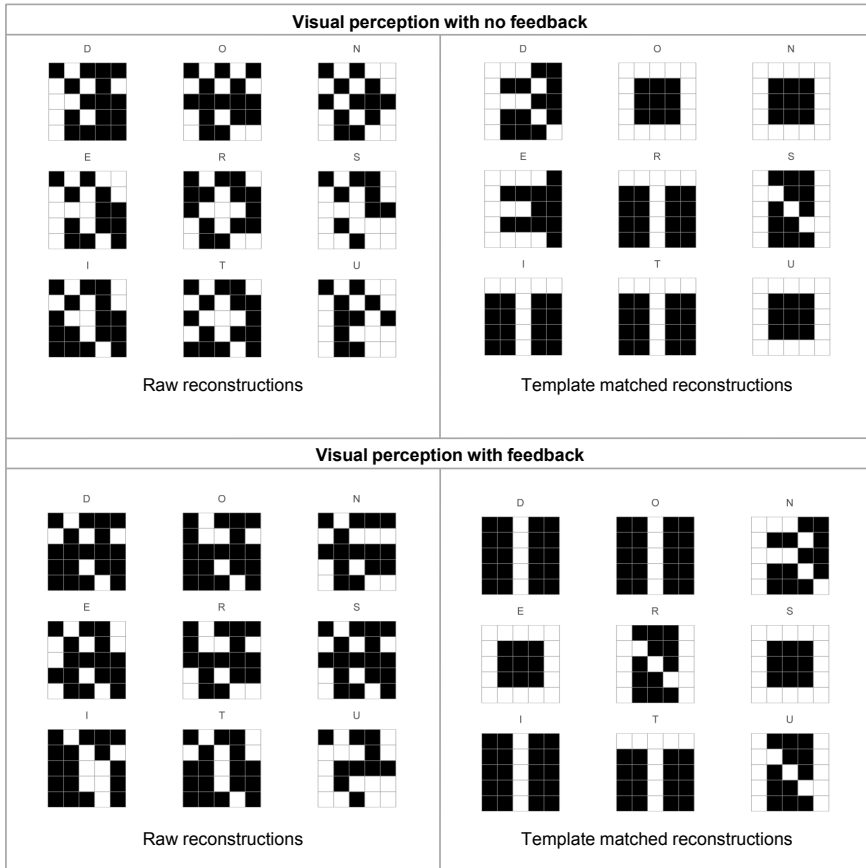 Visual perception with no feedback
D O N
E R S
I T U
Raw reconstructions
D O N
E R S
I T U
Template matched reconstructions
Visual perception with feedback
D O N
E R S
I T U
Raw reconstructions
D O N
E R S
I T U
Template matched reconstructions